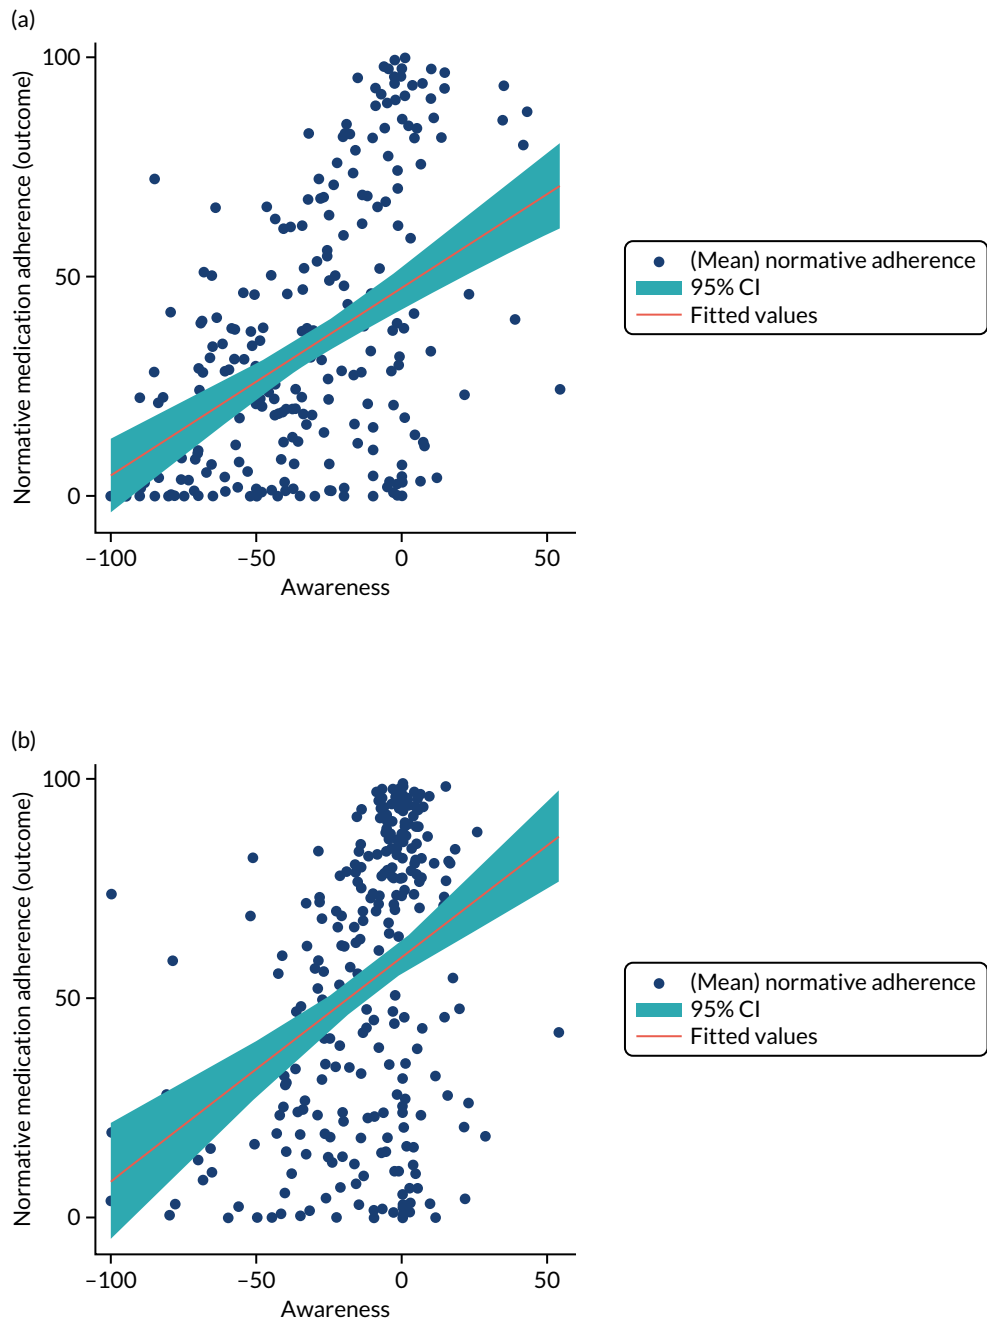 (a)
Normative medication adherence (outcome)
100
50
0
–100
–50
0
50
Awareness
(Mean) normative adherence
95% CI
Fitted values
(b)
Normative medication adherence (outcome)
100
50
0
–100
–50
0
50
Awareness
(Mean) normative adherence
95% CI
Fitted values